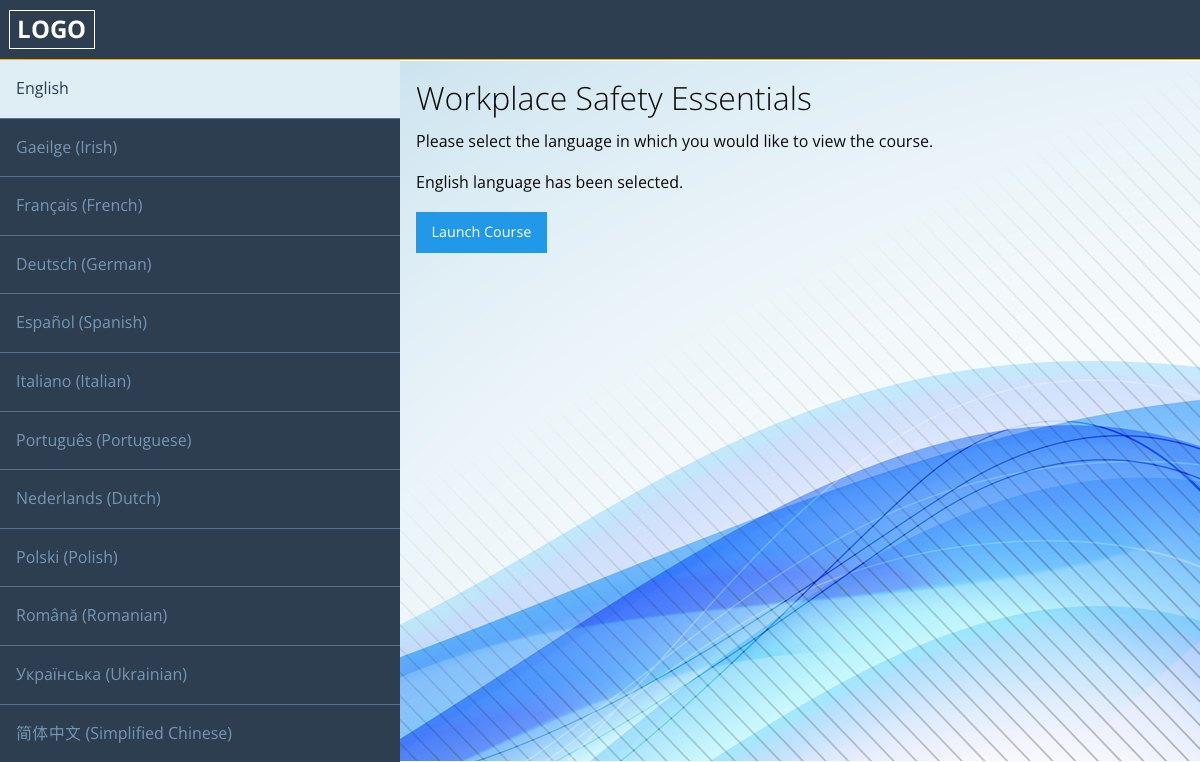 LOGO
English
Gaeilge (Irish)
Français (French)
Deutsch (German)
Español (Spanish)
Italiano (Italian)
Português (Portuguese)
Nederlands (Dutch)
Polski (Polish)
Română (Romanian)
Українська (Ukrainian)
简体中文 (Simplified Chinese)
Workplace Safety Essentials
Please select the language in which you would like to view the course.
English language has been selected.
Launch Course